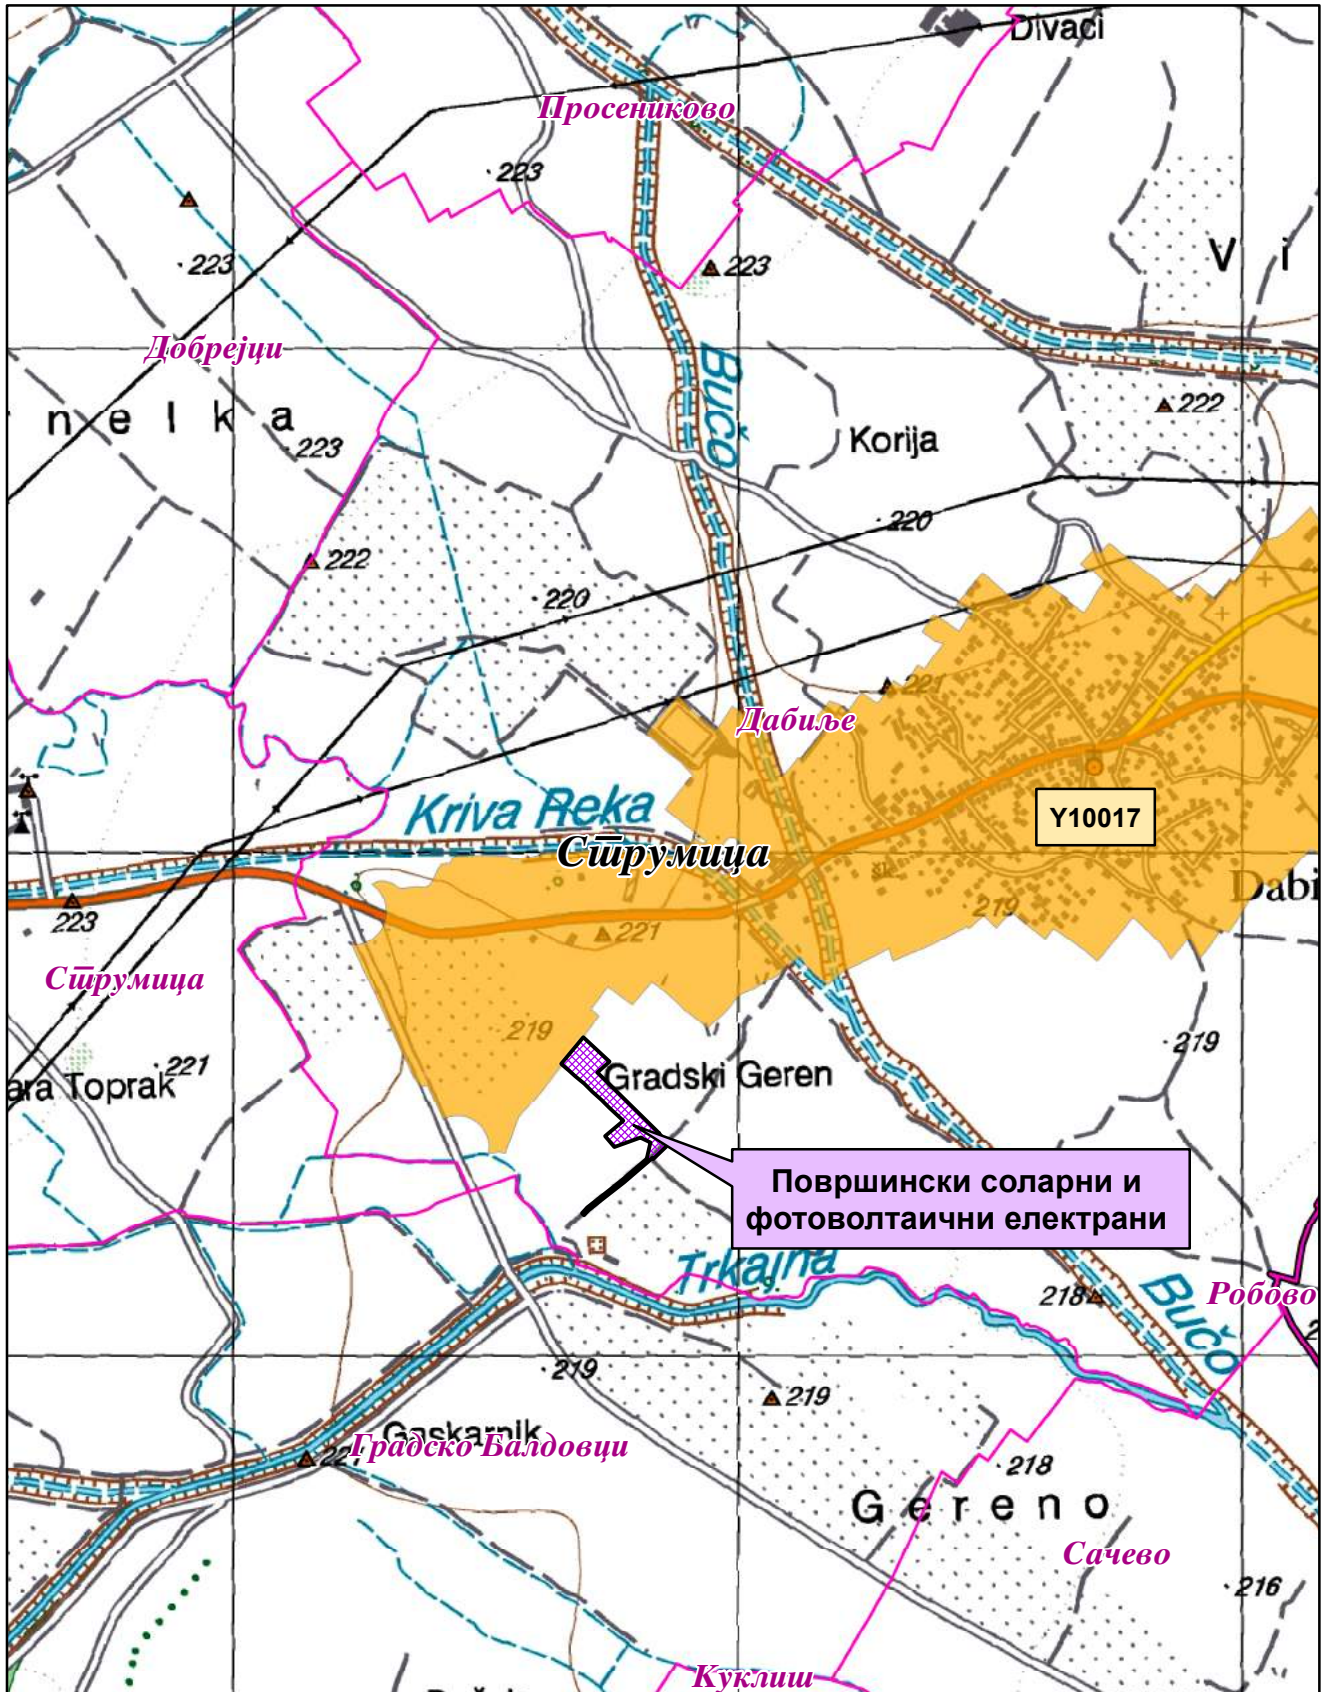 Divaci
Просениково
223
223
223
V i
Добрејци
Bučo
222
n e l k a
223
Korija
220
222
220
221
Дабиље
Kriva Reka
Y10017
Струмица
šk.
Dabi
219
223
221
Струмица
219
219
221
Gradski Geren
ara Toprak
Површински соларни и
фотоволтаични електрани
Trkajna
218
Bučo
Робово
219
219
Gaskarnik
Градско Балдовци
221
218
G e r e n o
Сачево
216
Куклиш